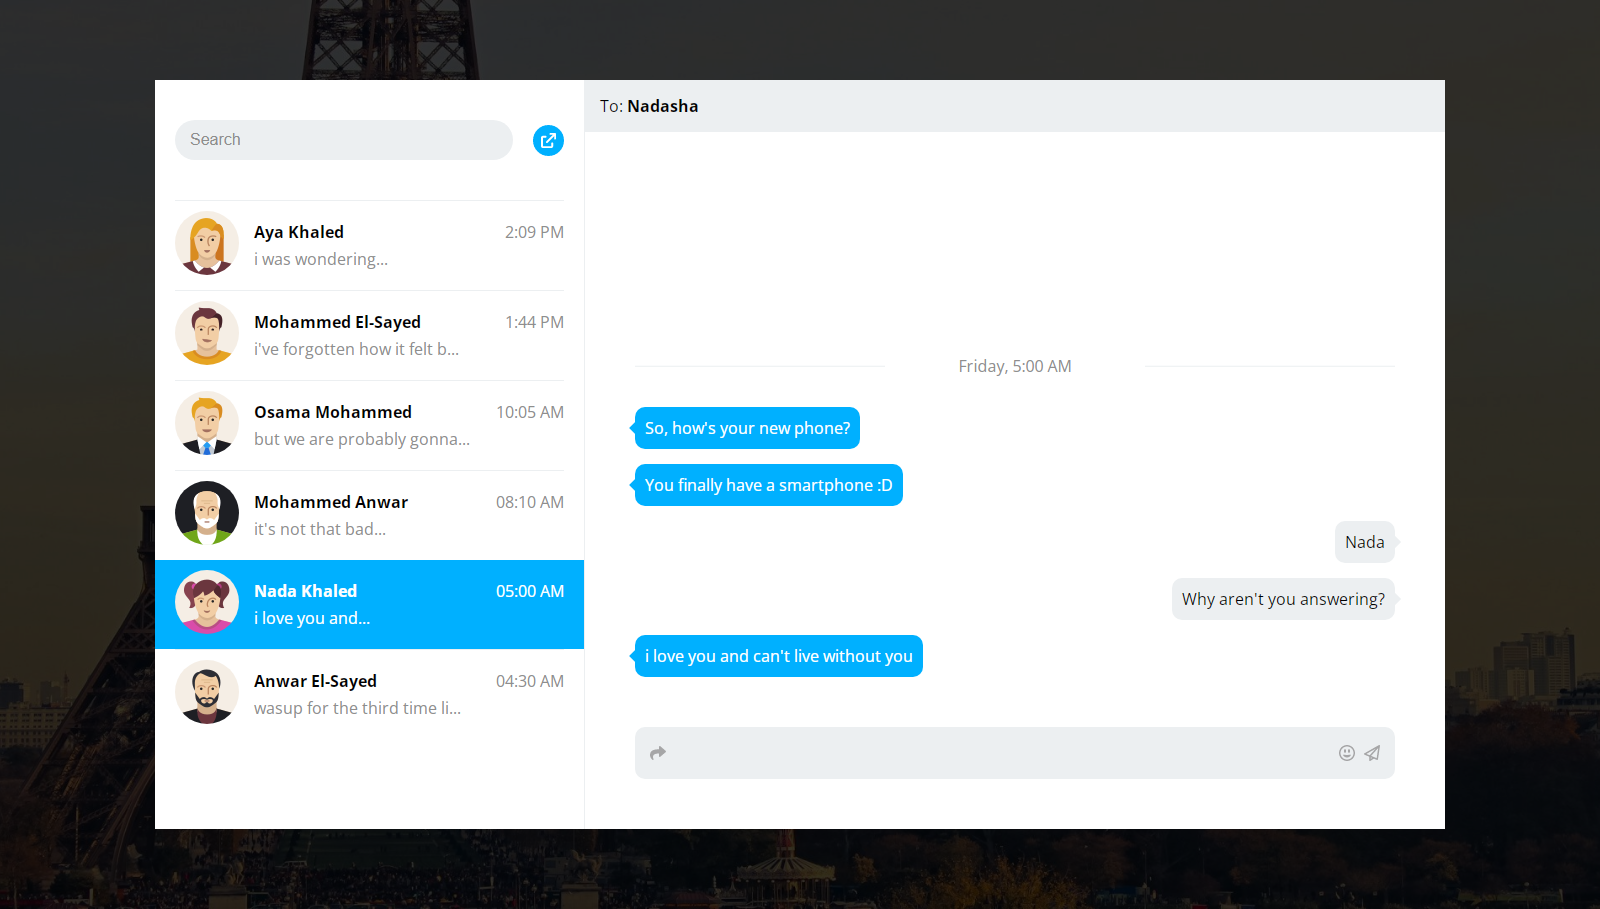 Search
Aya Khaled
2:09 PM
i was wondering...
Mohammed El-Sayed
1:44 PM
i've forgotten how it felt b...
Osama Mohammed
10:05 AM
but we are probably gonna...
Mohammed Anwar
08:10 AM
it's not that bad...
Nada Khaled
05:00 AM
i love you and...
Anwar El-Sayed
04:30 AM
wasup for the third time li...
To: Nadasha
Friday, 5:00 AM
So, how's your new phone?
You finally have a smartphone :D
Nada
Why aren't you answering?
i love you and can't live without you